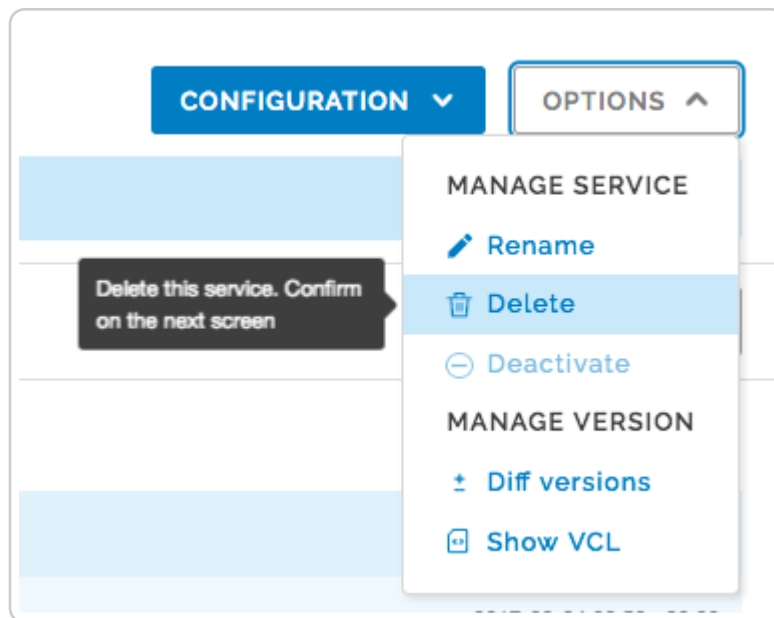 CONFIGURATION
OPTIONS
MANAGE SERVICE
Rename
Delete this service. Confirm
on the next screen
Delete
Deactivate
MANAGE VERSION
Diff versions
Show VCL